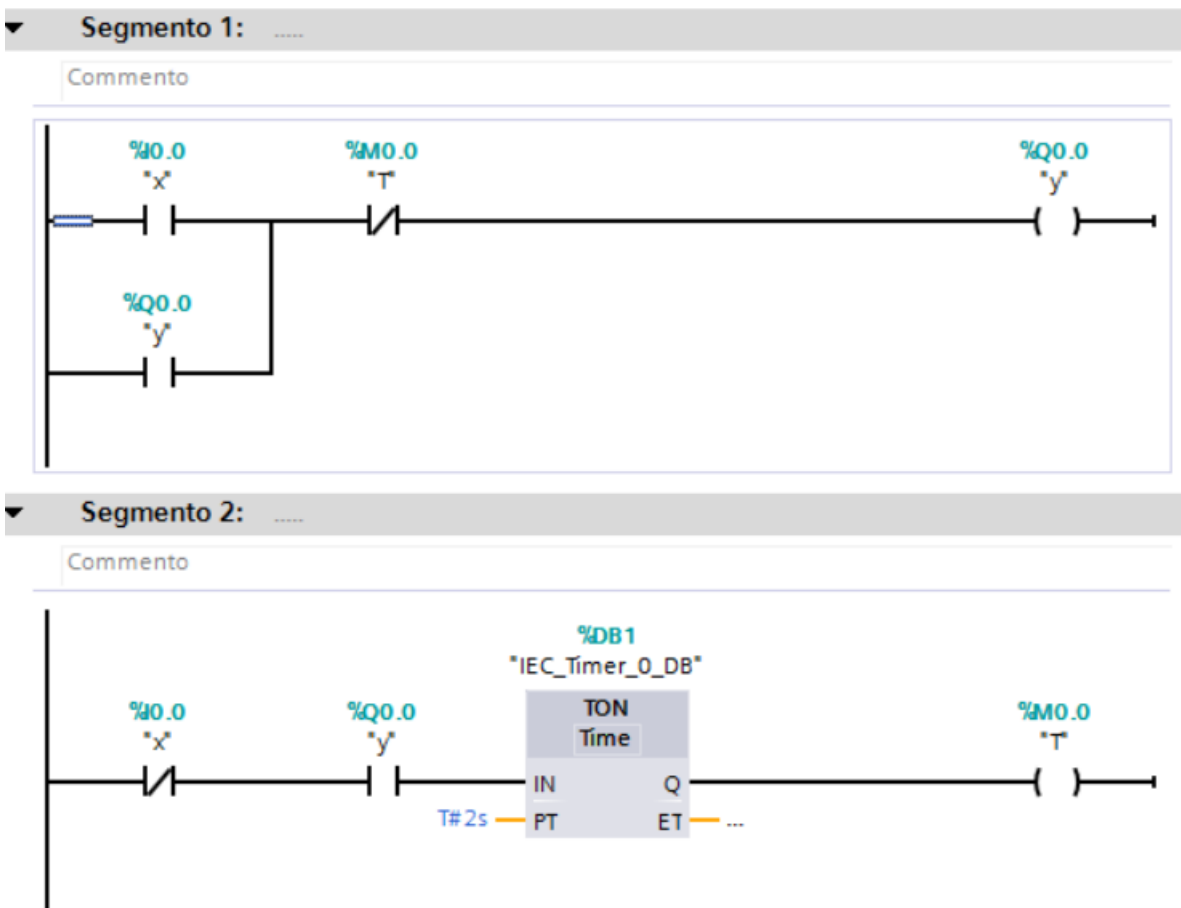 Segmento 1: .....
Commento
%I0.0 %M0.0 %Q0.0
"x" "T" "y"
%Q0.0
"y"
Segmento 2: .....
Commento
%DB1
"IEC_Timer_0_DB"
%I0.0 %Q0.0 TON %M0.0
"x" "y" Time "T"
IN Q
T#2s PT ET ...